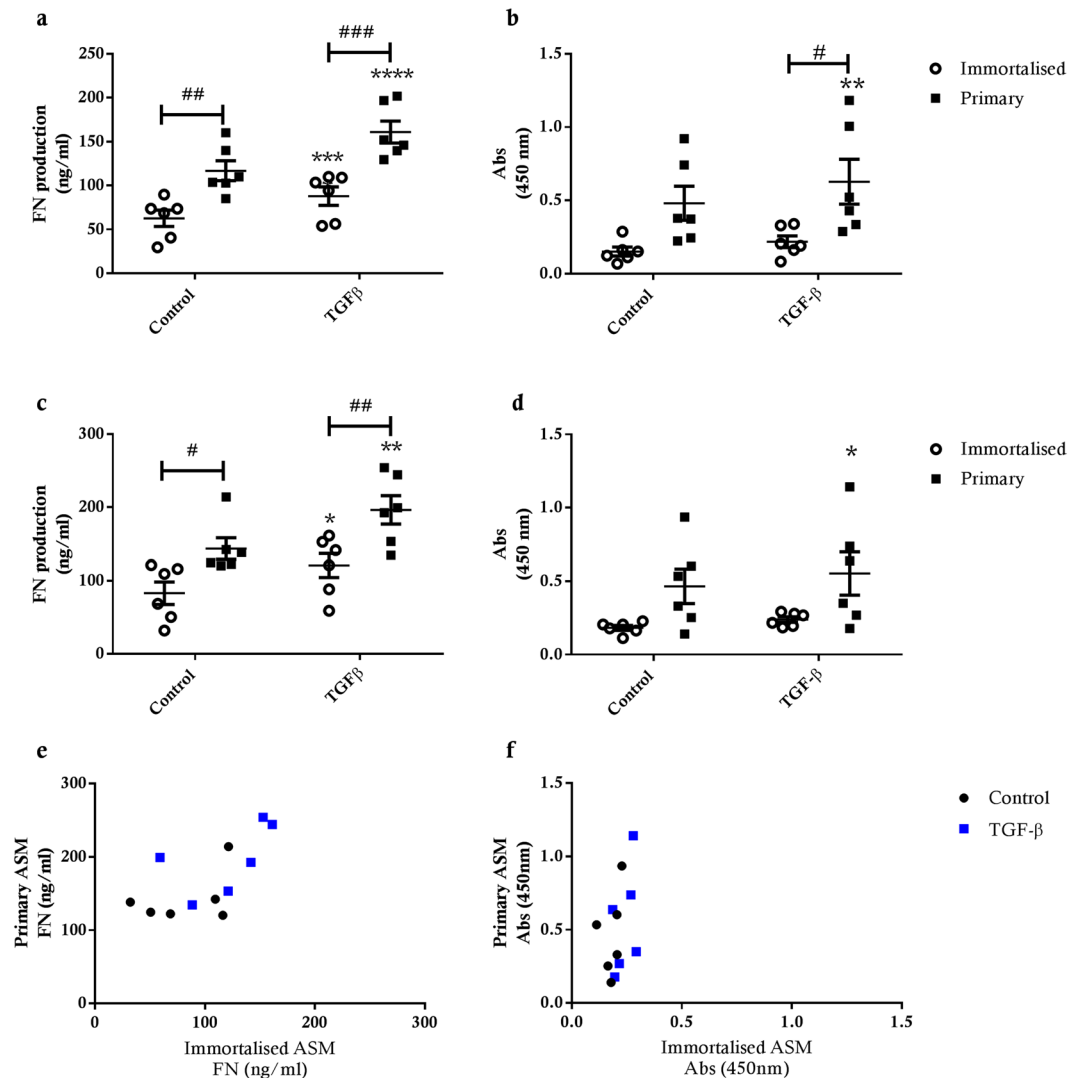 a
###
250
****
200
##
150
***
100
50
0
FN production
(ng/ml)
Control
TGFβ
b
1.5
#
**
1.0
0.5
0.0
Abs
(450 nm)
Control
TGF-β
Immortalised
Primary
c
##
300
**
#
200
*
100
0
FN production
(ng/ml)
Control
TGFβ
d
1.5
*
1.0
0.5
0.0
Abs
(450 nm)
Control
TGF-β
Immortalised
Primary
e
300
200
100
0
Primary ASM
FN (ng/ml)
0 100 200 300
Immortalised ASM
FN (ng/ml)
f
1.5
1.0
0.5
0.0
Primary ASM
Abs (450nm)
0.0 0.5 1.0 1.5
Immortalised ASM
Abs (450nm)
Control
TGF-β